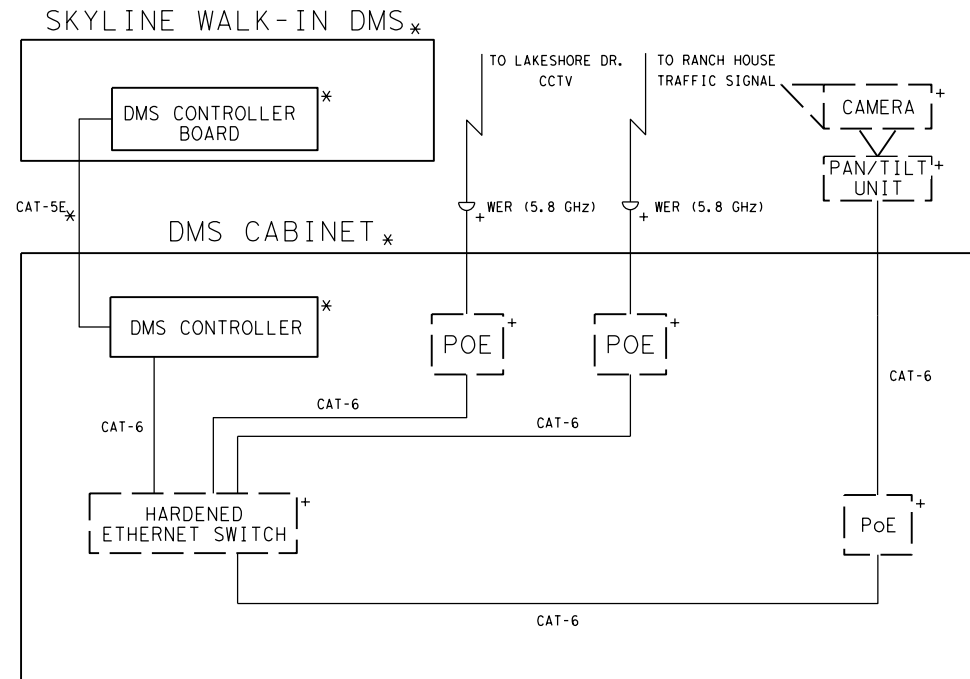 SKYLINE WALK-IN DMS*
DMS CONTROLLER
BOARD
*
TO LAKESHORE DR.
CCTV
TO RANCH HOUSE
TRAFFIC SIGNAL
CAMERA
+
PAN/TILT
UNIT
+
CAT-5E*
WER (5.8 GHz)
+
WER (5.8 GHz)
+
DMS CABINET*
DMS CONTROLLER
*
POE
+
POE
+
CAT-6
CAT-6
CAT-6
CAT-6
HARDENED
ETHERNET SWITCH
+
PoE
+
CAT-6